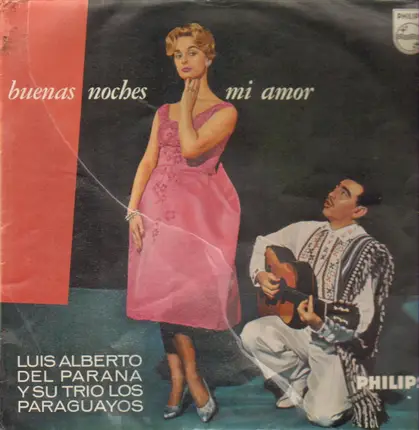 PHILIPS
buenas noches mi amor
LUIS ALBERTO
DEL PARANA
Y SU TRIO LOS
PARAGUAYOS
PHILIPS